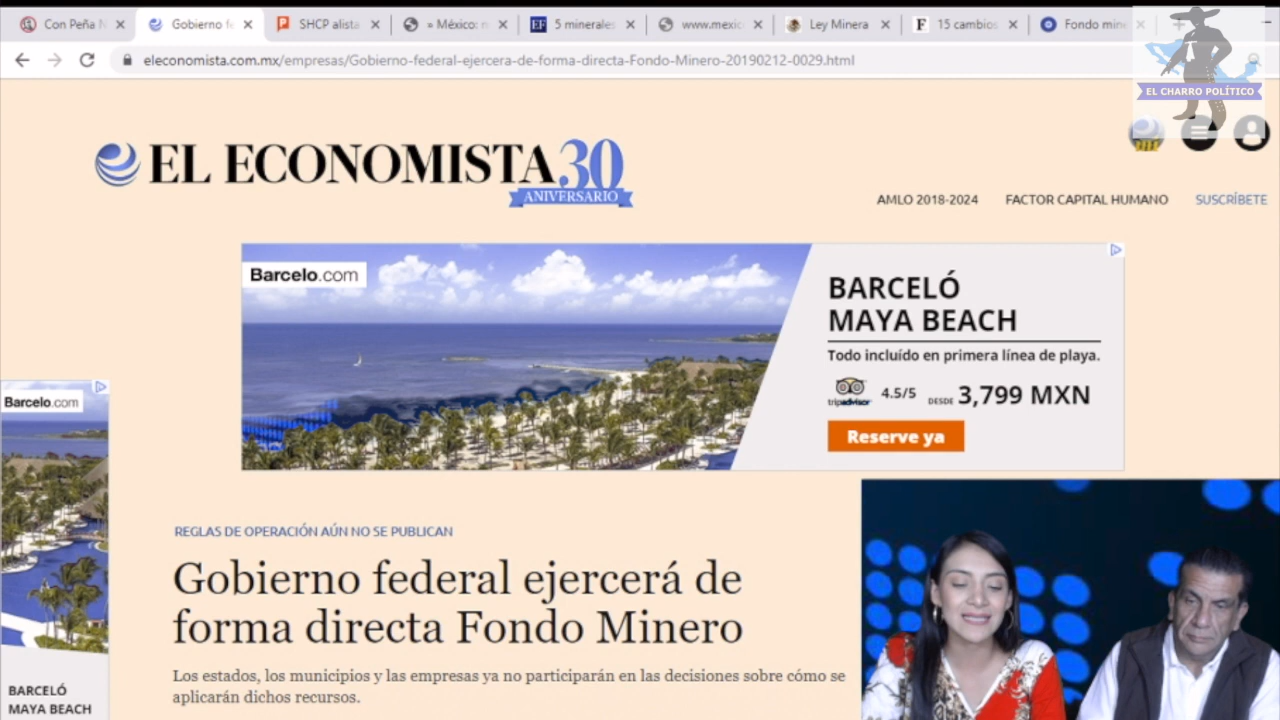 Con Peña N
Gobierno fe
SHCP alista
» México: m
5 minerales
www.mexic
Ley Minera
15 cambios
Fondo mine
eleconomista.com.mx/empresas/Gobierno-federal-ejercera-de-forma-directa-Fondo-Minero-20190212-0029.html
EL CHARRO POLÍTICO
EL ECONOMISTA 30
ANIVERSARIO
AMLO 2018-2024
FACTOR CAPITAL HUMANO
SUSCRÍBETE
Barcelo.com
BARCELÓ
MAYA BEACH
Todo incluído en primera línea de playa.
tripadvisor 4.5/5 DESDE 3,799 MXN
Reserve ya
Barcelo.com
REGLAS DE OPERACIÓN AÚN NO SE PUBLICAN
Gobierno federal ejercerá de
forma directa Fondo Minero
Los estados, los municipios y las empresas ya no participarán en las decisiones sobre cómo se
aplicarán dichos recursos.
BARCELÓ
MAYA BEACH